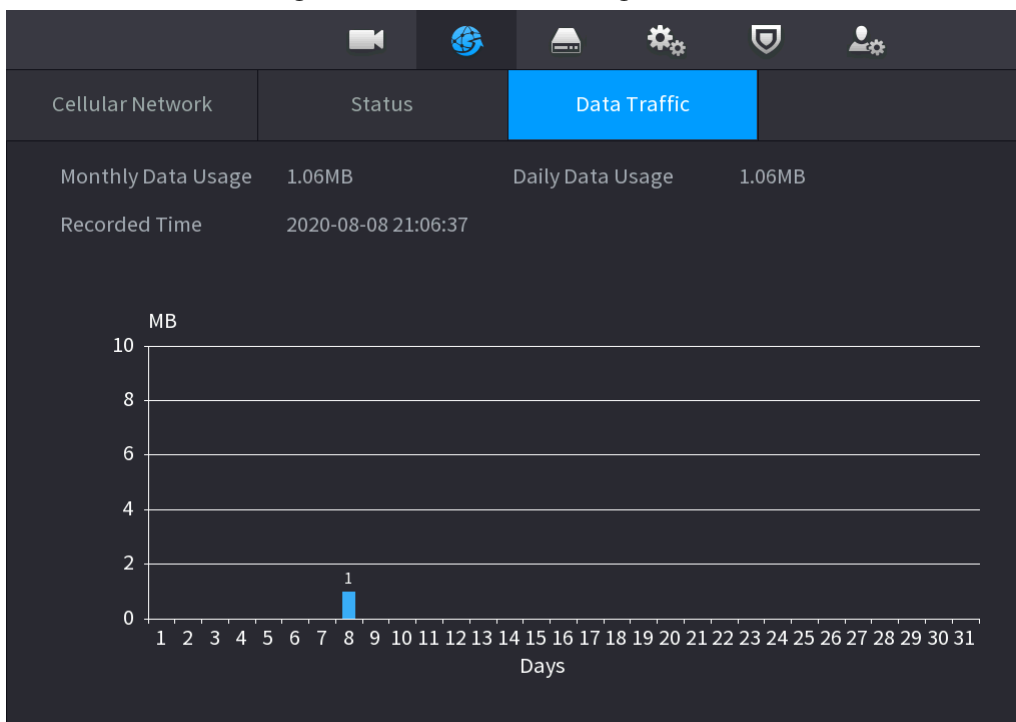 Cellular Network Status Data Traffic
Monthly Data Usage 1.06MB Daily Data Usage 1.06MB
Recorded Time 2020-08-08 21:06:37
MB
10
8
6
4
2
1
0
1 2 3 4 5 6 7 8 9 10 11 12 13 14 15 16 17 18 19 20 21 22 23 24 25 26 27 28 29 30 31
Days